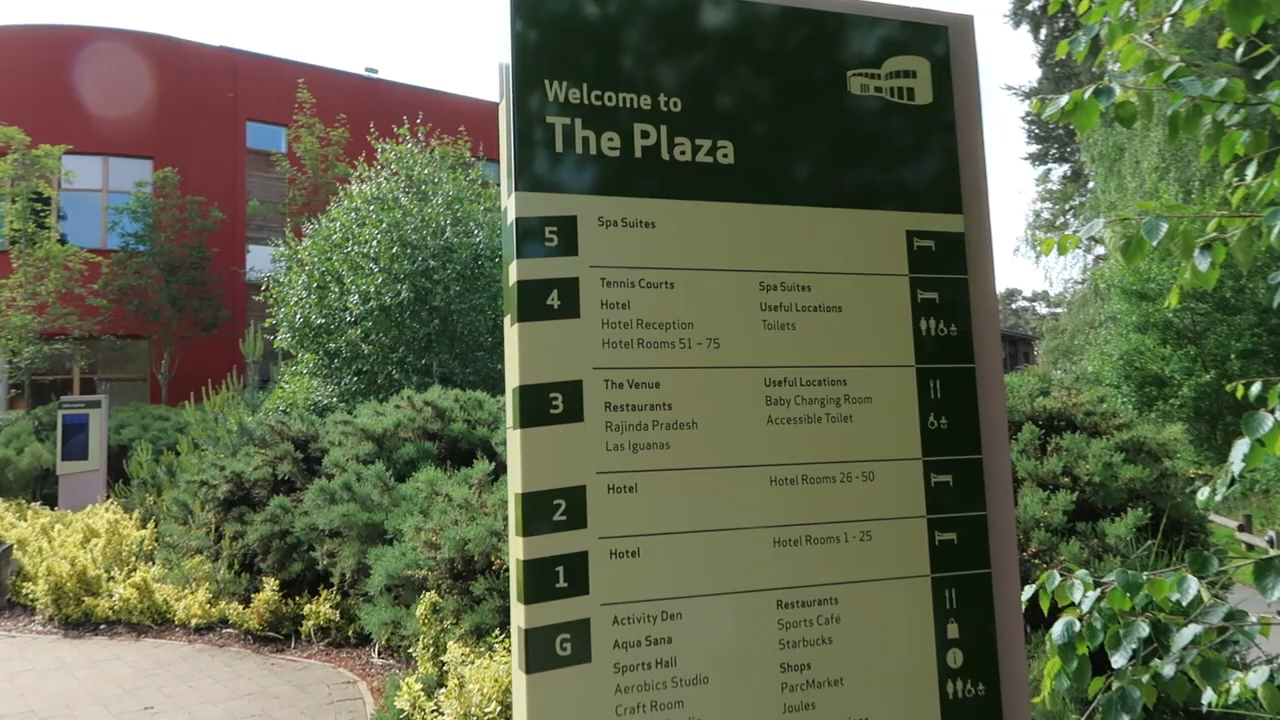 Welcome to
The Plaza
5
Spa Suites
4
Tennis Courts
Hotel
Hotel Reception
Hotel Rooms 51 – 75
Spa Suites
Useful Locations
Toilets
3
The Venue
Restaurants
Rajinda Pradesh
Las Iguanas
Useful Locations
Baby Changing Room
Accessible Toilet
2
Hotel
Hotel Rooms 26 - 50
1
Hotel
Hotel Rooms 1 - 25
G
Activity Den
Aqua Sana
Sports Hall
Aerobics Studio
Craft Room
Restaurants
Sports Café
Starbucks
Shops
ParcMarket
Joules
Information